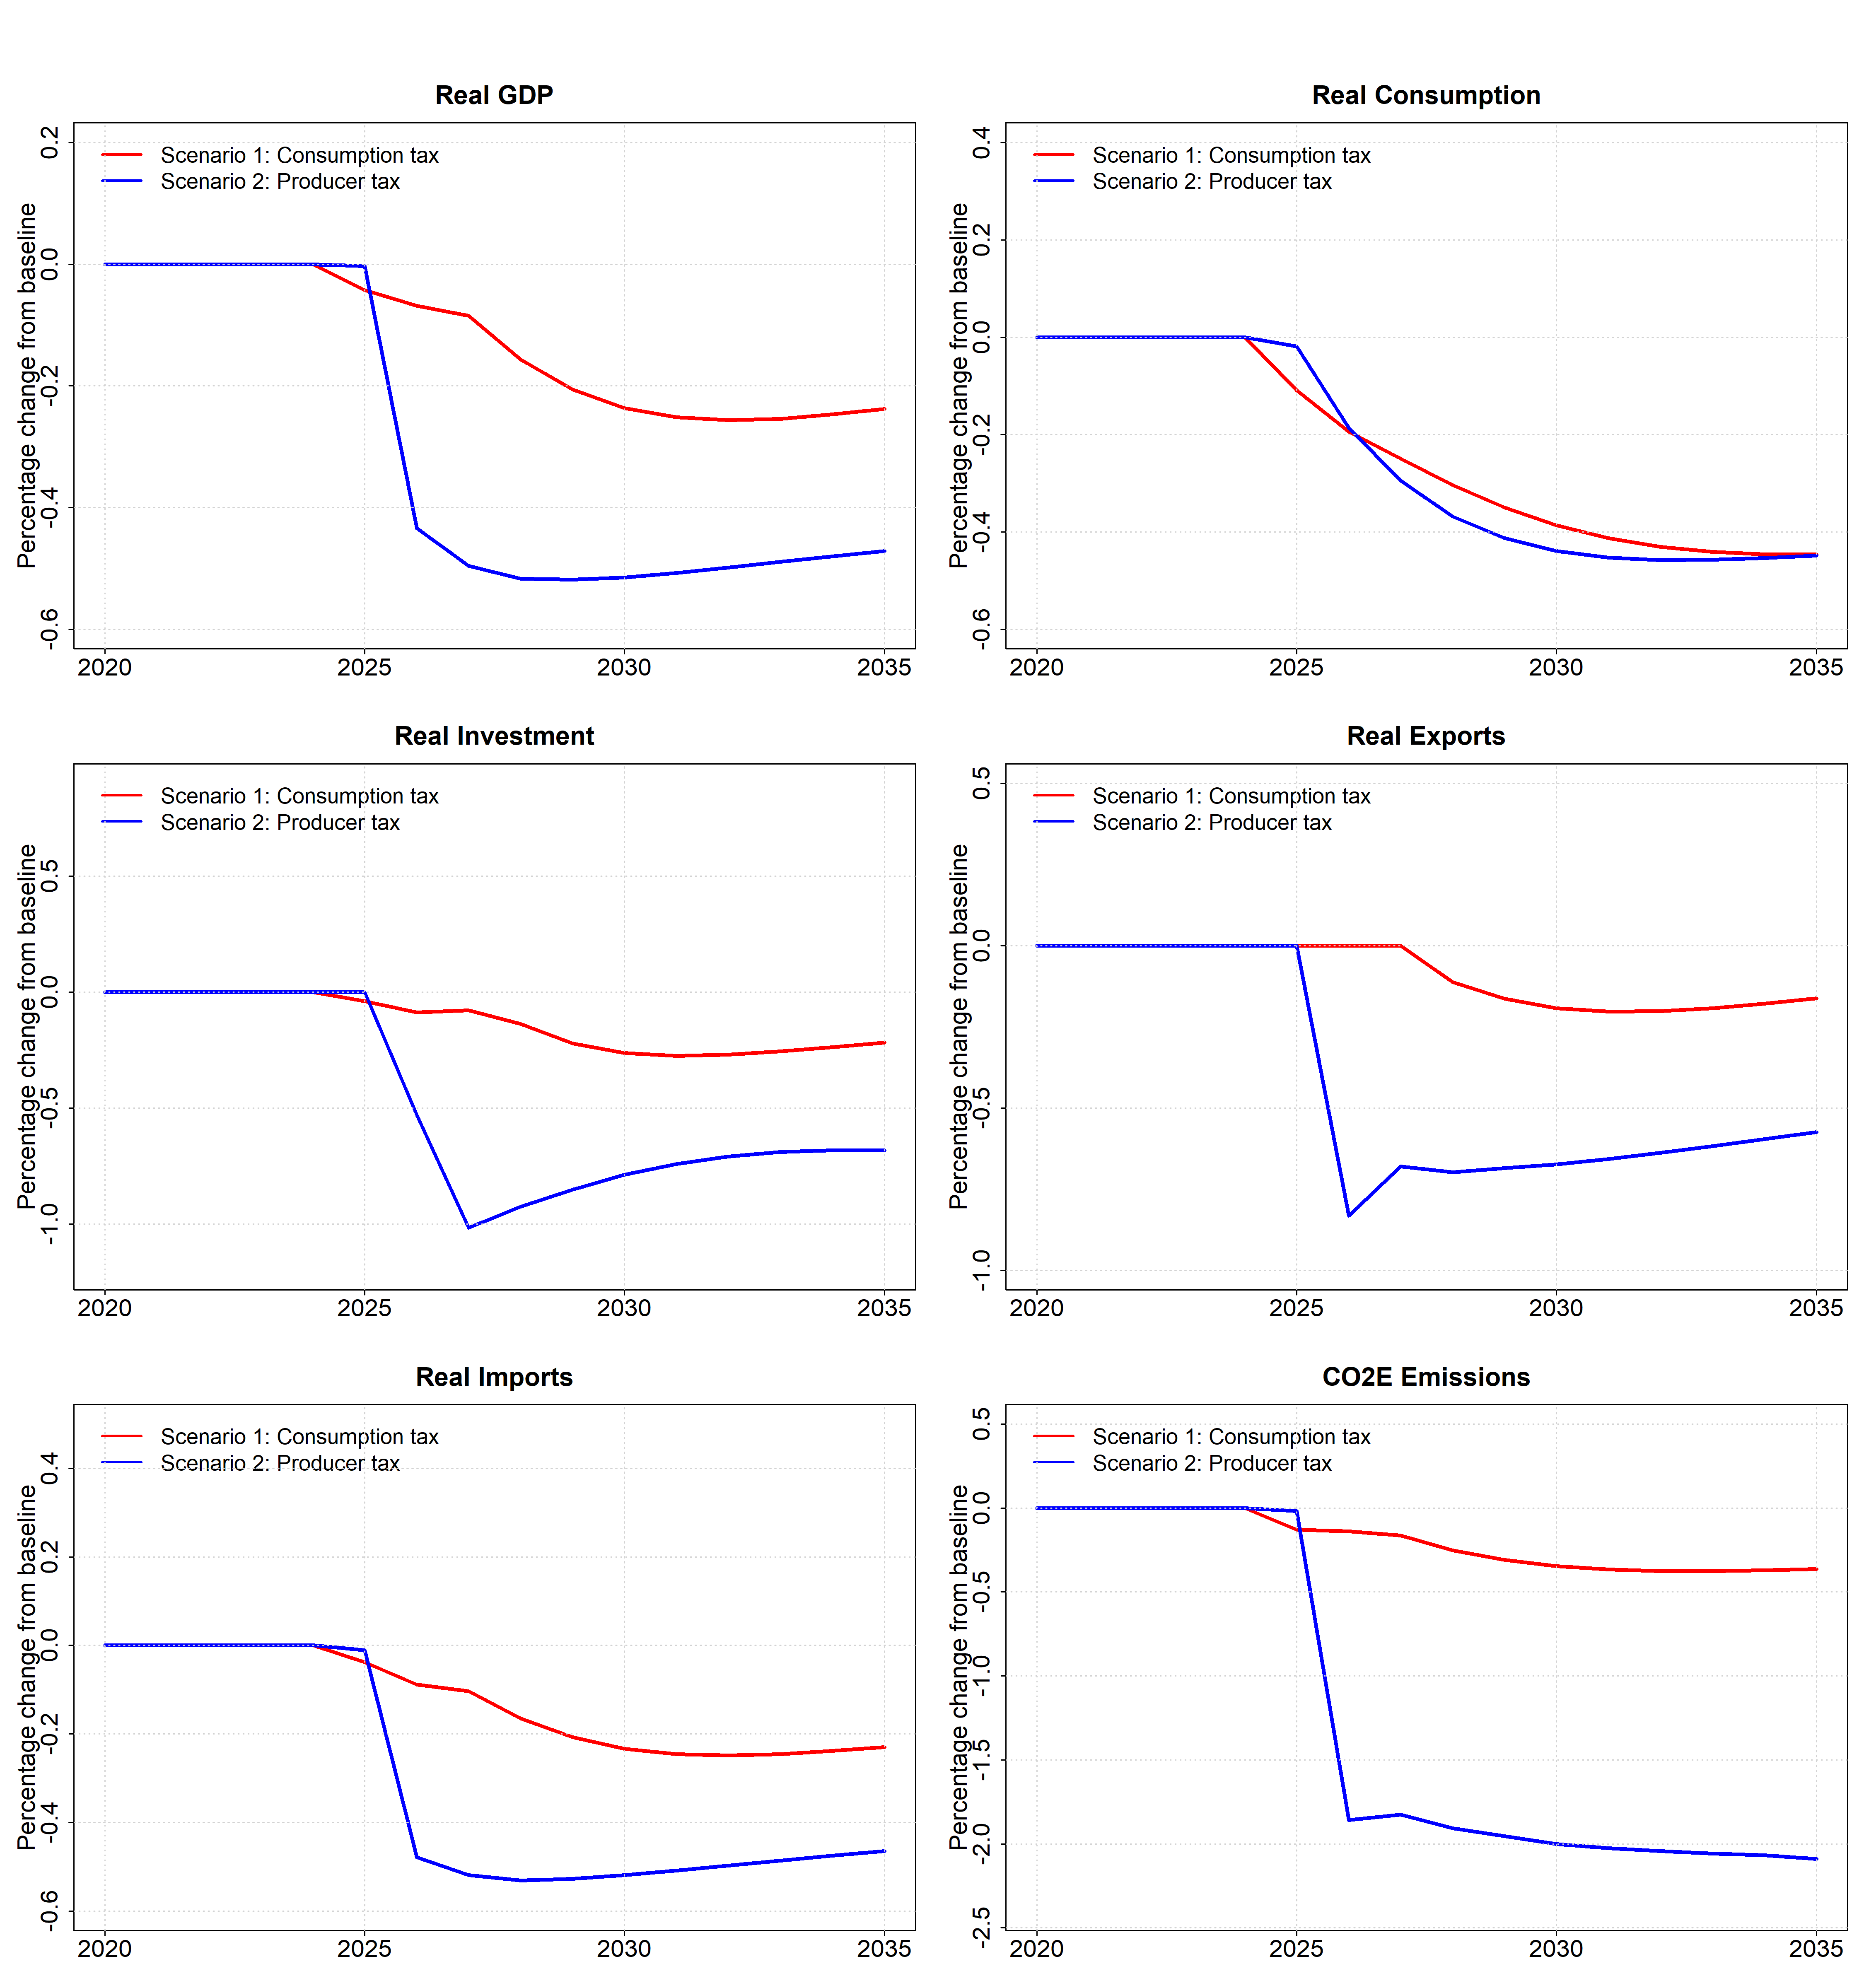 Real GDP
Percentage change from baseline
0.2
0.0
-0.2
-0.4
-0.6
Scenario 1: Consumption tax
Scenario 2: Producer tax
2020 2025 2030 2035
Real Consumption
Percentage change from baseline
0.4
0.2
0.0
-0.2
-0.4
-0.6
Scenario 1: Consumption tax
Scenario 2: Producer tax
2020 2025 2030 2035
Real Investment
Percentage change from baseline
0.5
0.0
-0.5
-1.0
Scenario 1: Consumption tax
Scenario 2: Producer tax
2020 2025 2030 2035
Real Exports
Percentage change from baseline
0.5
0.0
-0.5
-1.0
Scenario 1: Consumption tax
Scenario 2: Producer tax
2020 2025 2030 2035
Real Imports
Percentage change from baseline
0.4
0.2
0.0
-0.2
-0.4
-0.6
Scenario 1: Consumption tax
Scenario 2: Producer tax
2020 2025 2030 2035
CO2E Emissions
Percentage change from baseline
0.5
0.0
-0.5
-1.0
-1.5
-2.0
-2.5
Scenario 1: Consumption tax
Scenario 2: Producer tax
2020 2025 2030 2035